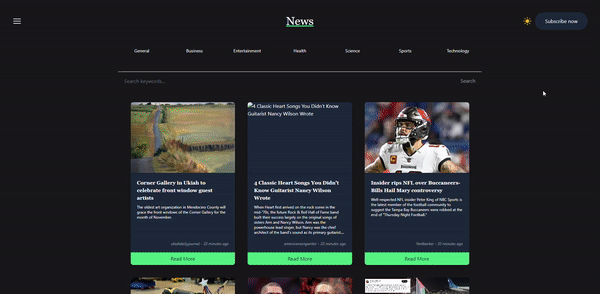 News
Subscribe now
General Business Entertainment Health Science Sports Technology
Search keywords... Search
4 Classic Heart Songs You Didn't Know
Guitarist Nancy Wilson Wrote
Corner Gallery in Ukiah to
celebrate front window guest
artists
The oldest art organization in Mendocino County will
grace the front windows of the Corner Gallery for the
month of November.
ukiahdailyjournal - 15 minutes ago
Read More
4 Classic Heart Songs You Didn't
Know Guitarist Nancy Wilson
Wrote
When Heart first arrived on the rock scene in the
mid-'70s, the future Rock & Roll Hall of Fame band
built their success largely on the original songs of
sisters Ann and Nancy Wilson. Ann was the
powerhouse lead singer, but Nancy was the chief
architect of the band's sound as its primary guitarist...
americansongwriter - 15 minutes ago
Read More
Insider rips NFL over Buccaneers-
Bills Hail Mary controversy
Well-respected NFL insider Peter King of NBC Sports is
the latest member of the football community to
suggest the Tampa Bay Buccaneers were robbed at the
end of "Thursday Night Football."
Yardbarker - 15 minutes ago
Read More